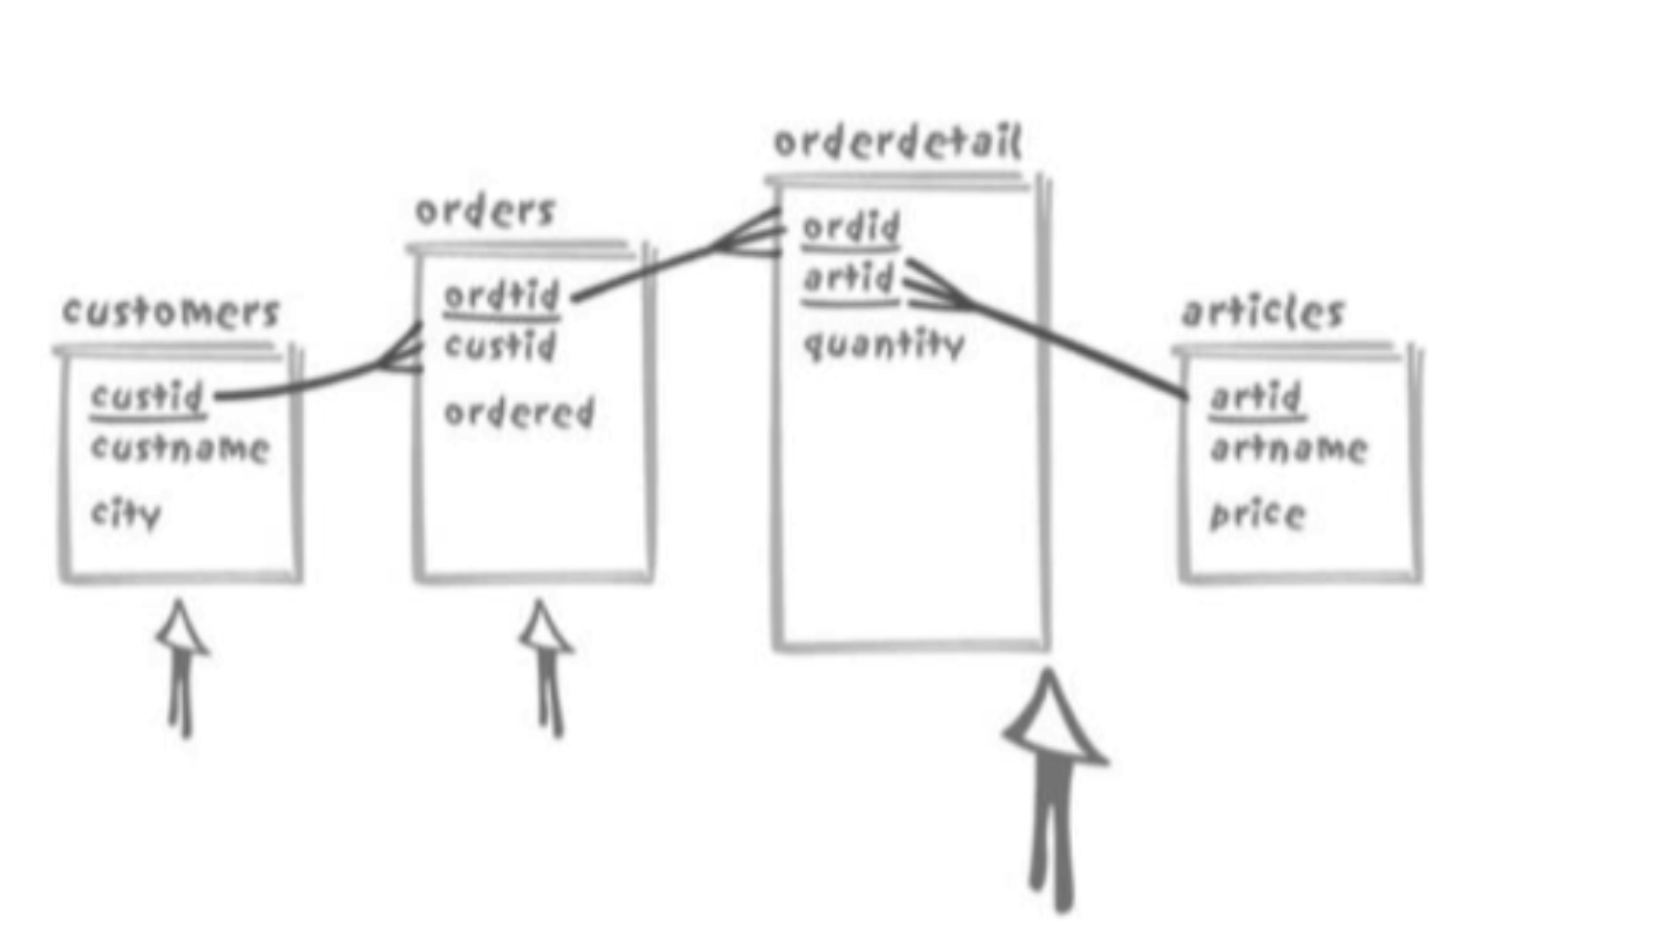 customers
custid
custname
city
orders
ordtid
custid
ordered
orderdetail
ordid
artid
quantity
articles
artid
artname
price